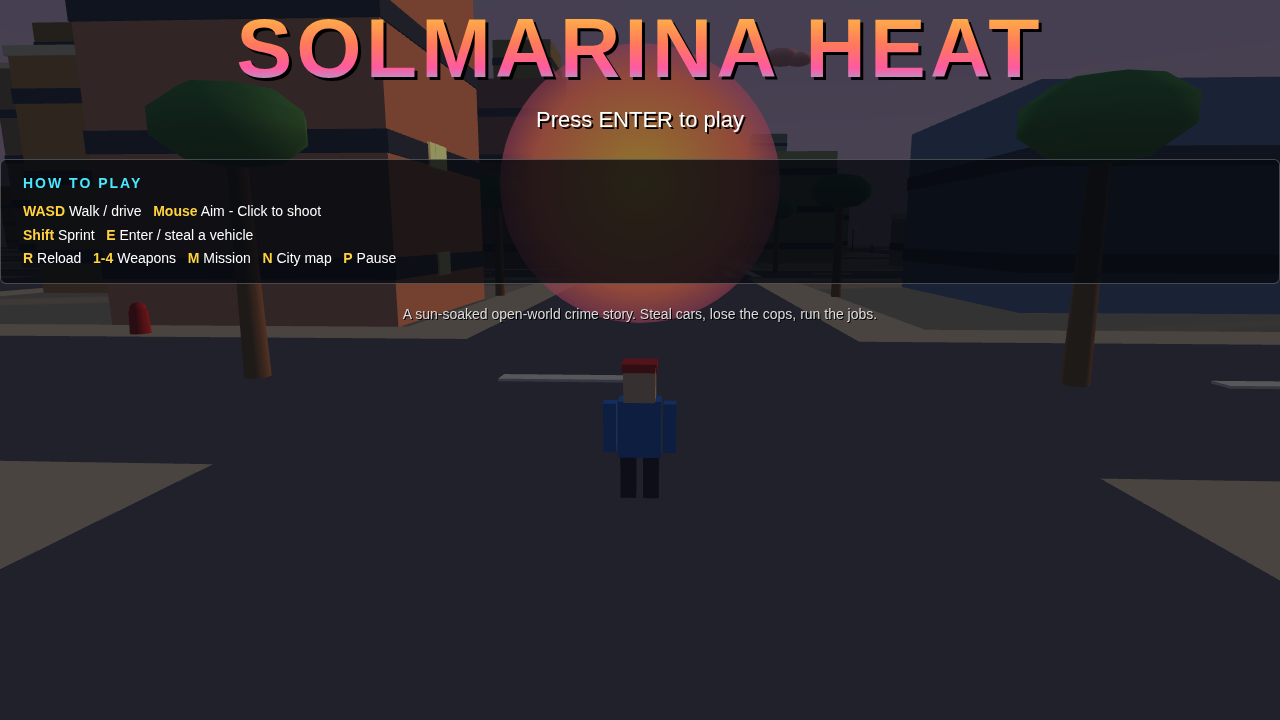 SOLMARINA HEAT
Press ENTER to play
HOW TO PLAY
WASD Walk / drive Mouse Aim - Click to shoot
Shift Sprint E Enter / steal a vehicle
R Reload 1-4 Weapons M Mission N City map P Pause
A sun-soaked open-world crime story. Steal cars, lose the cops, run the jobs.